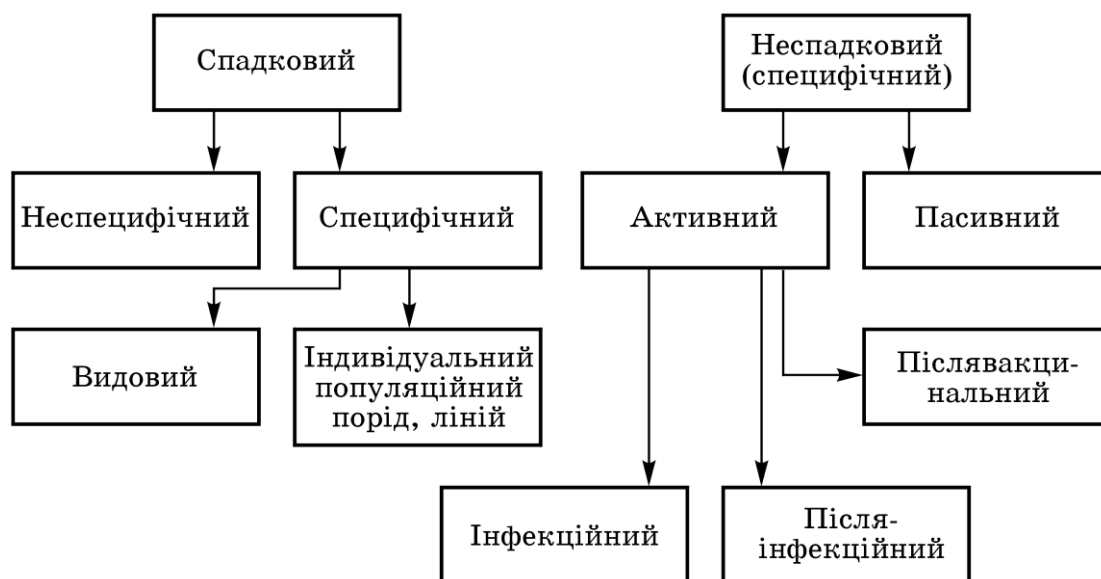 Спадковий
Неспадковий
(специфічний)
Неспецифічний
Специфічний
Активний
Пасивний
Видовий
Індивідуальний
популяційний
порід, ліній
Післявакци-
нальний
Інфекційний
Після-
інфекційний